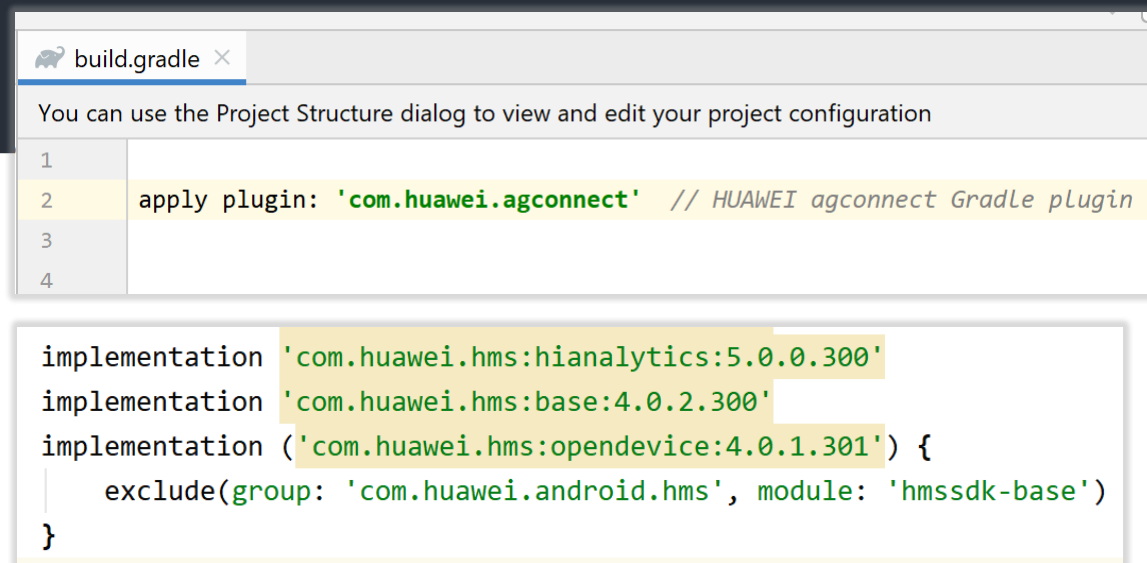 build.gradle
You can use the Project Structure dialog to view and edit your project configuration
1
2 apply plugin: 'com.huawei.agconnect'  // HUAWEI agconnect Gradle plugin
3
4
implementation 'com.huawei.hms:hianalytics:5.0.0.300'
implementation 'com.huawei.hms:base:4.0.2.300'
implementation ('com.huawei.hms:opendevice:4.0.1.301') {
    exclude(group: 'com.huawei.android.hms', module: 'hmssdk-base')
}